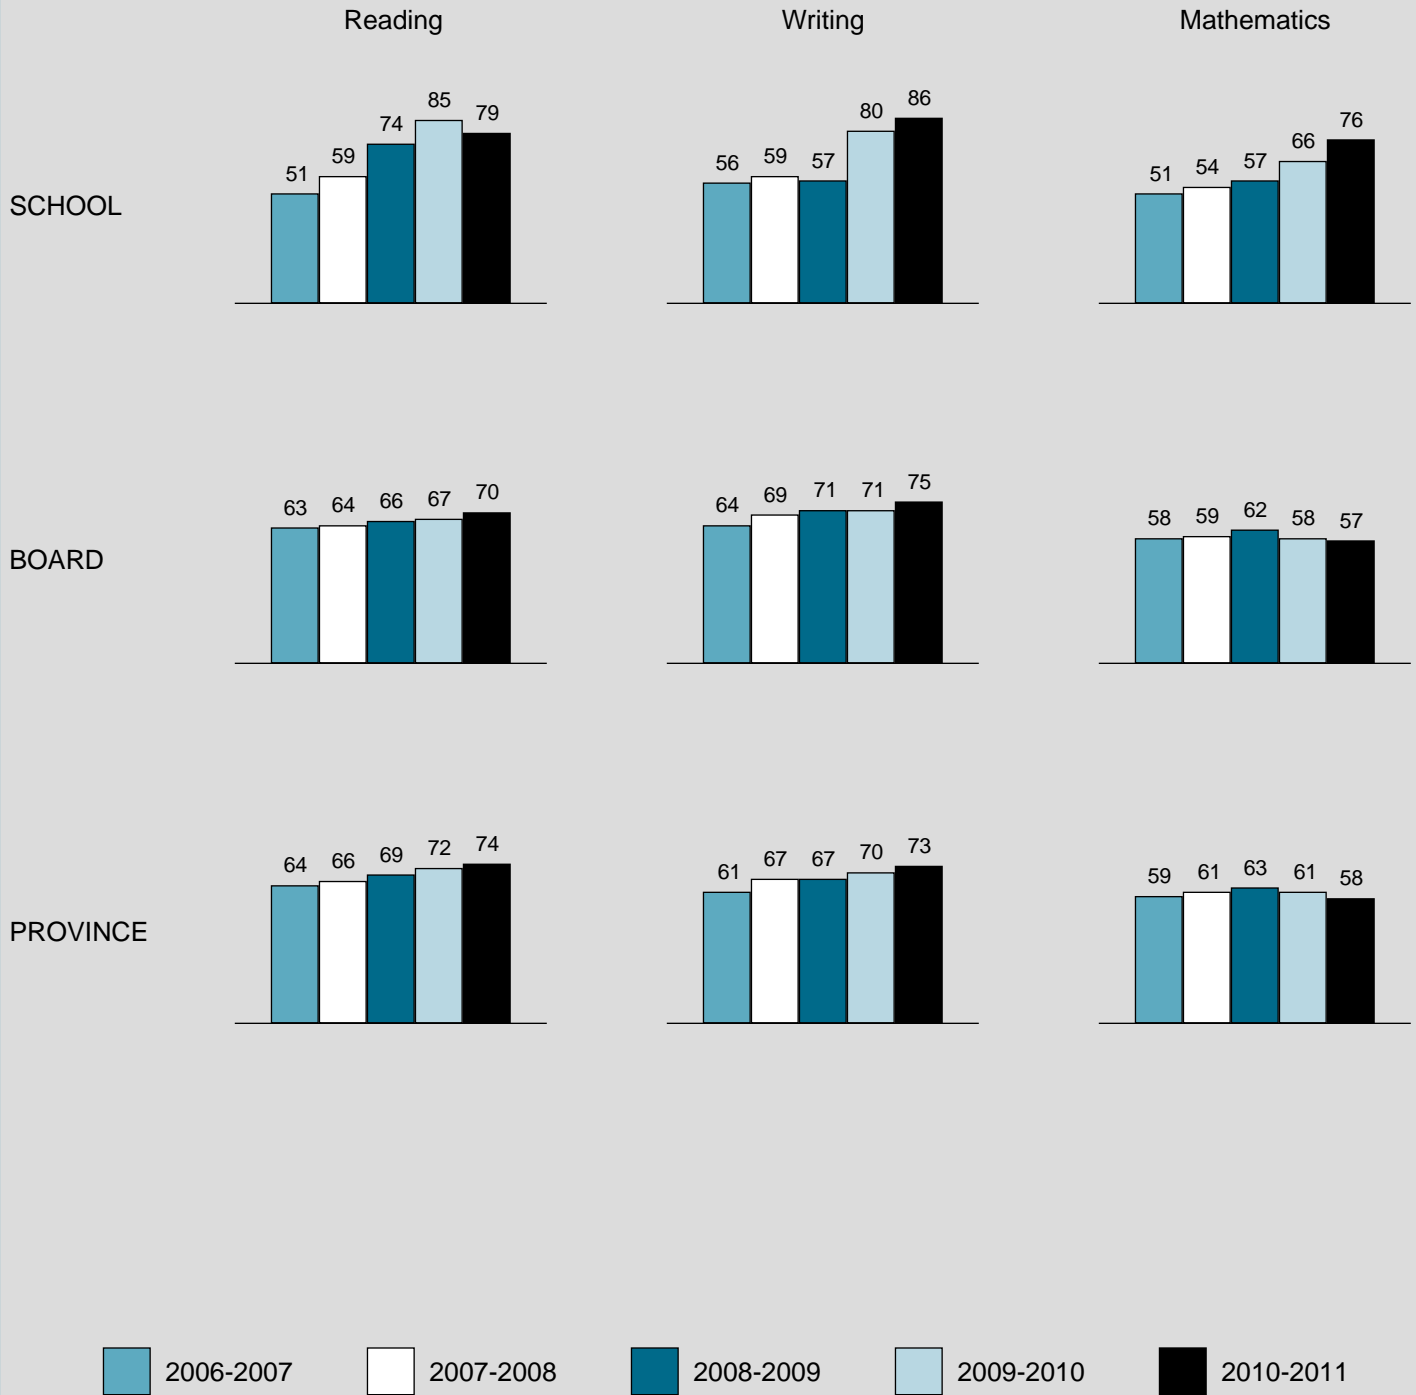 Reading Writing Mathematics
SCHOOL
51 59 74 85 79
56 59 57 80 86
51 54 57 66 76
BOARD
63 64 66 67 70
64 69 71 71 75
58 59 62 58 57
PROVINCE
64 66 69 72 74
61 67 67 70 73
59 61 63 61 58
2006-2007 2007-2008 2008-2009 2009-2010 2010-2011